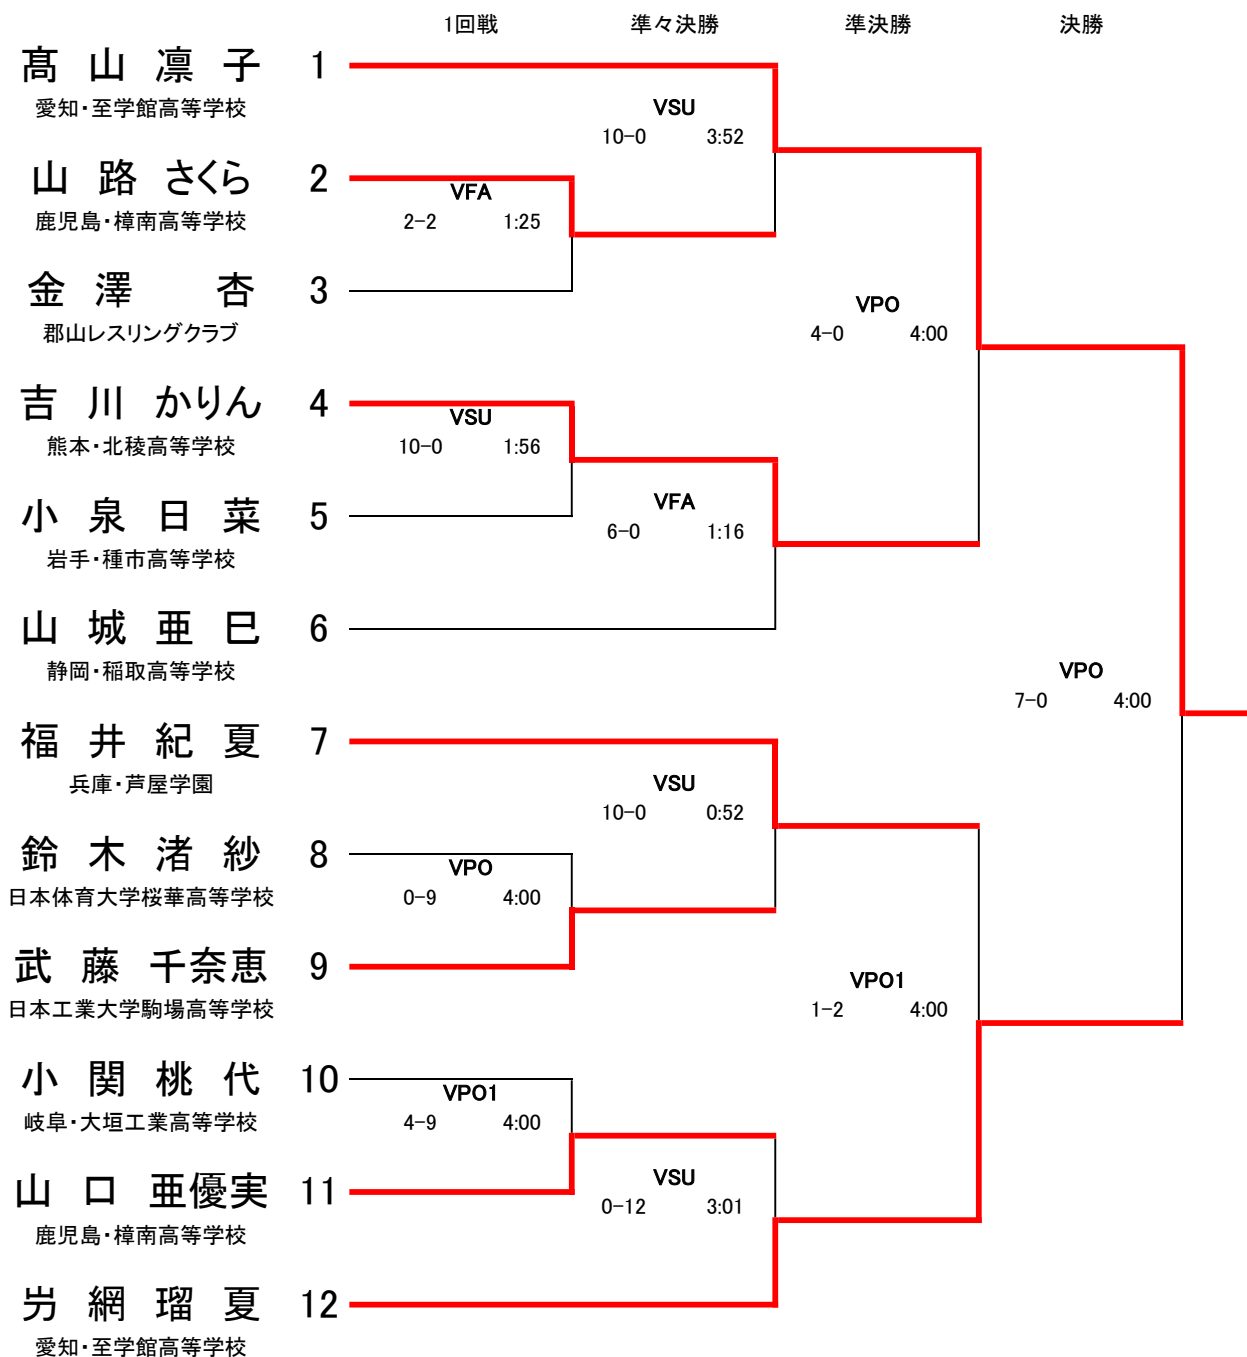 1回戦 準々決勝 準決勝 決勝
髙山凛子 1
愛知・至学館高等学校
VSU
10-0 3:52
山路さくら 2
鹿児島・樟南高等学校
VFA
2-2 1:25
金澤 杏 3
郡山レスリングクラブ
VPO
4-0 4:00
吉川かりん 4
熊本・北稜高等学校
VSU
10-0 1:56
小泉日菜 5
岩手・種市高等学校
VFA
6-0 1:16
山城亜巳 6
静岡・稲取高等学校
VPO
7-0 4:00
福井紀夏 7
兵庫・芦屋学園
VSU
10-0 0:52
鈴木渚紗 8
日本体育大学桜華高等学校
VPO
0-9 4:00
武藤千奈恵 9
日本工業大学駒場高等学校
VPO1
1-2 4:00
小関桃代 10
岐阜・大垣工業高等学校
VPO1
4-9 4:00
山口亜優実 11
鹿児島・樟南高等学校
VSU
0-12 3:01
網瑠夏 12
愛知・至学館高等学校